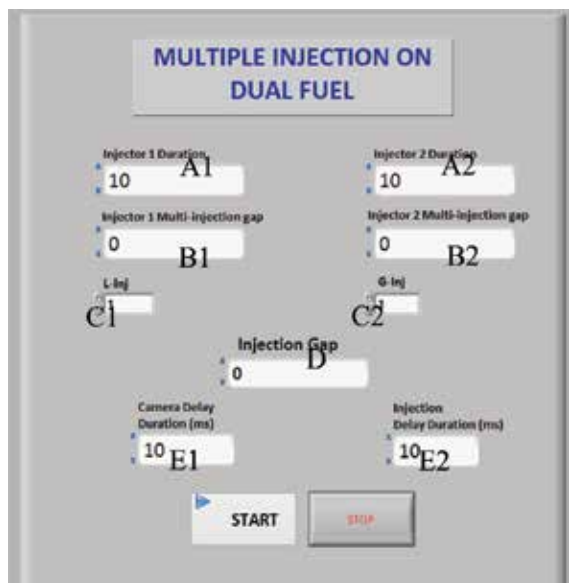 MULTIPLE INJECTION ON
DUAL FUEL
Injector 1 Duration
A1
10
Injector 2 Duration
A2
10
Injector 1 Multi-injection gap
0
B1
Injector 2 Multi-injection gap
0
B2
L-Inj
1
C1
G-Inj
1
C2
Injection Gap
D
0
Camera Delay
Duration (ms)
10
E1
Injection
Delay Duration (ms)
10
E2
START
STOP